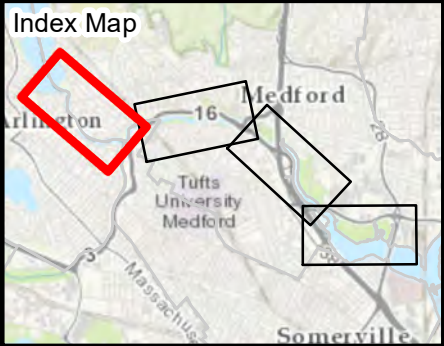 Index Map
Medford
Arlington
16
28
Tufts
University
Medford
3
38
Massachus
Somerville